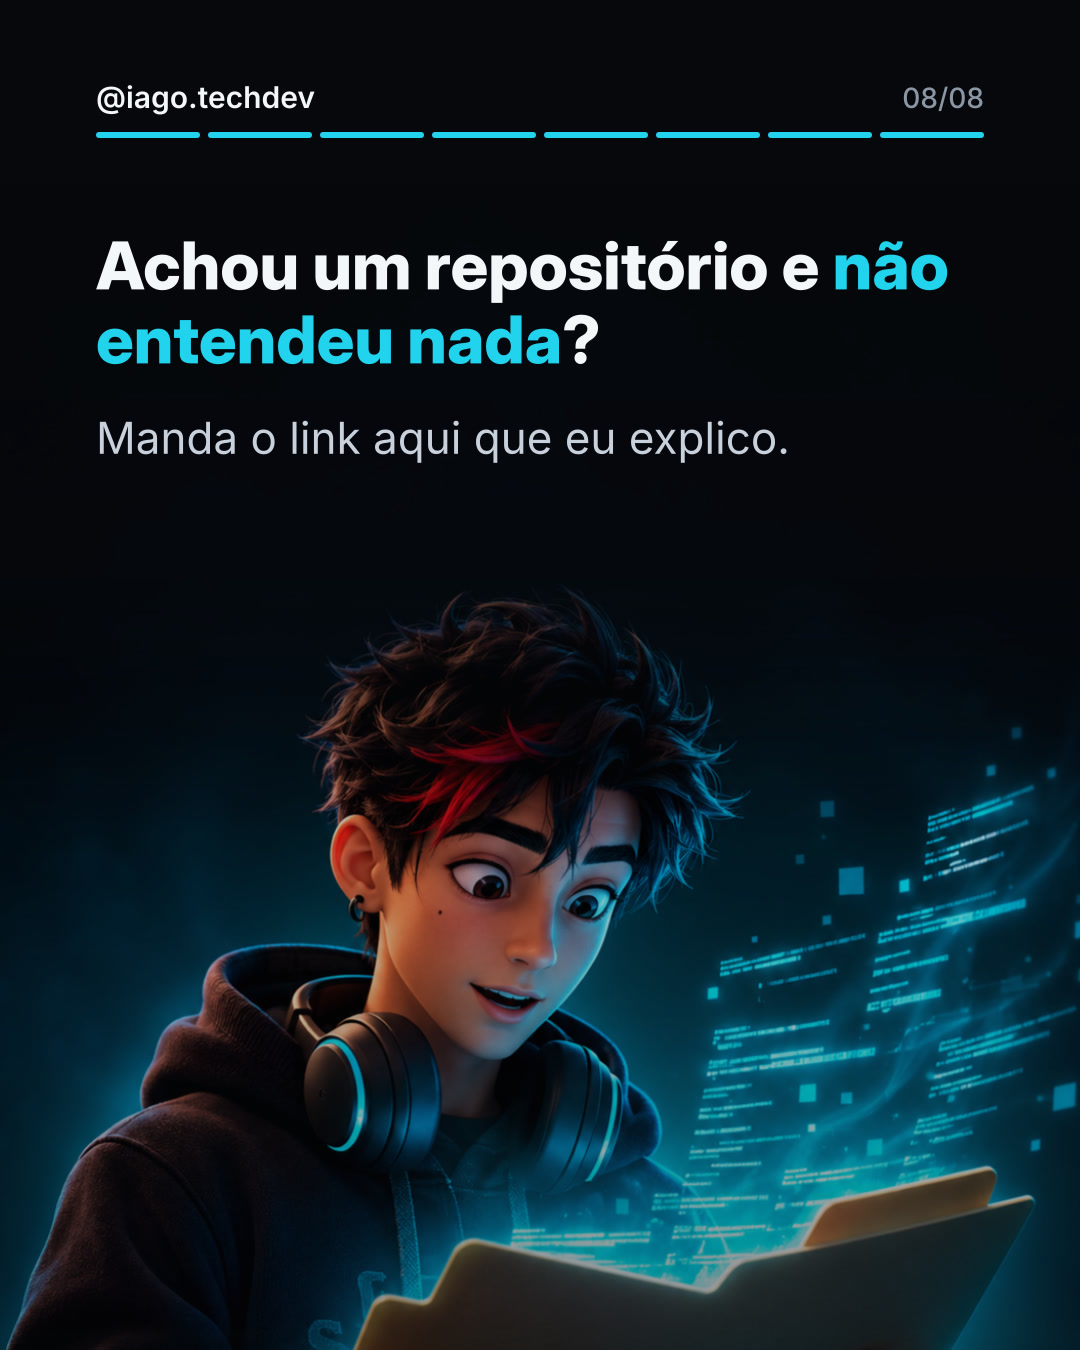 @iago.techdev
08/08
Achou um repositório e não
entendeu nada?
Manda o link aqui que eu explico.